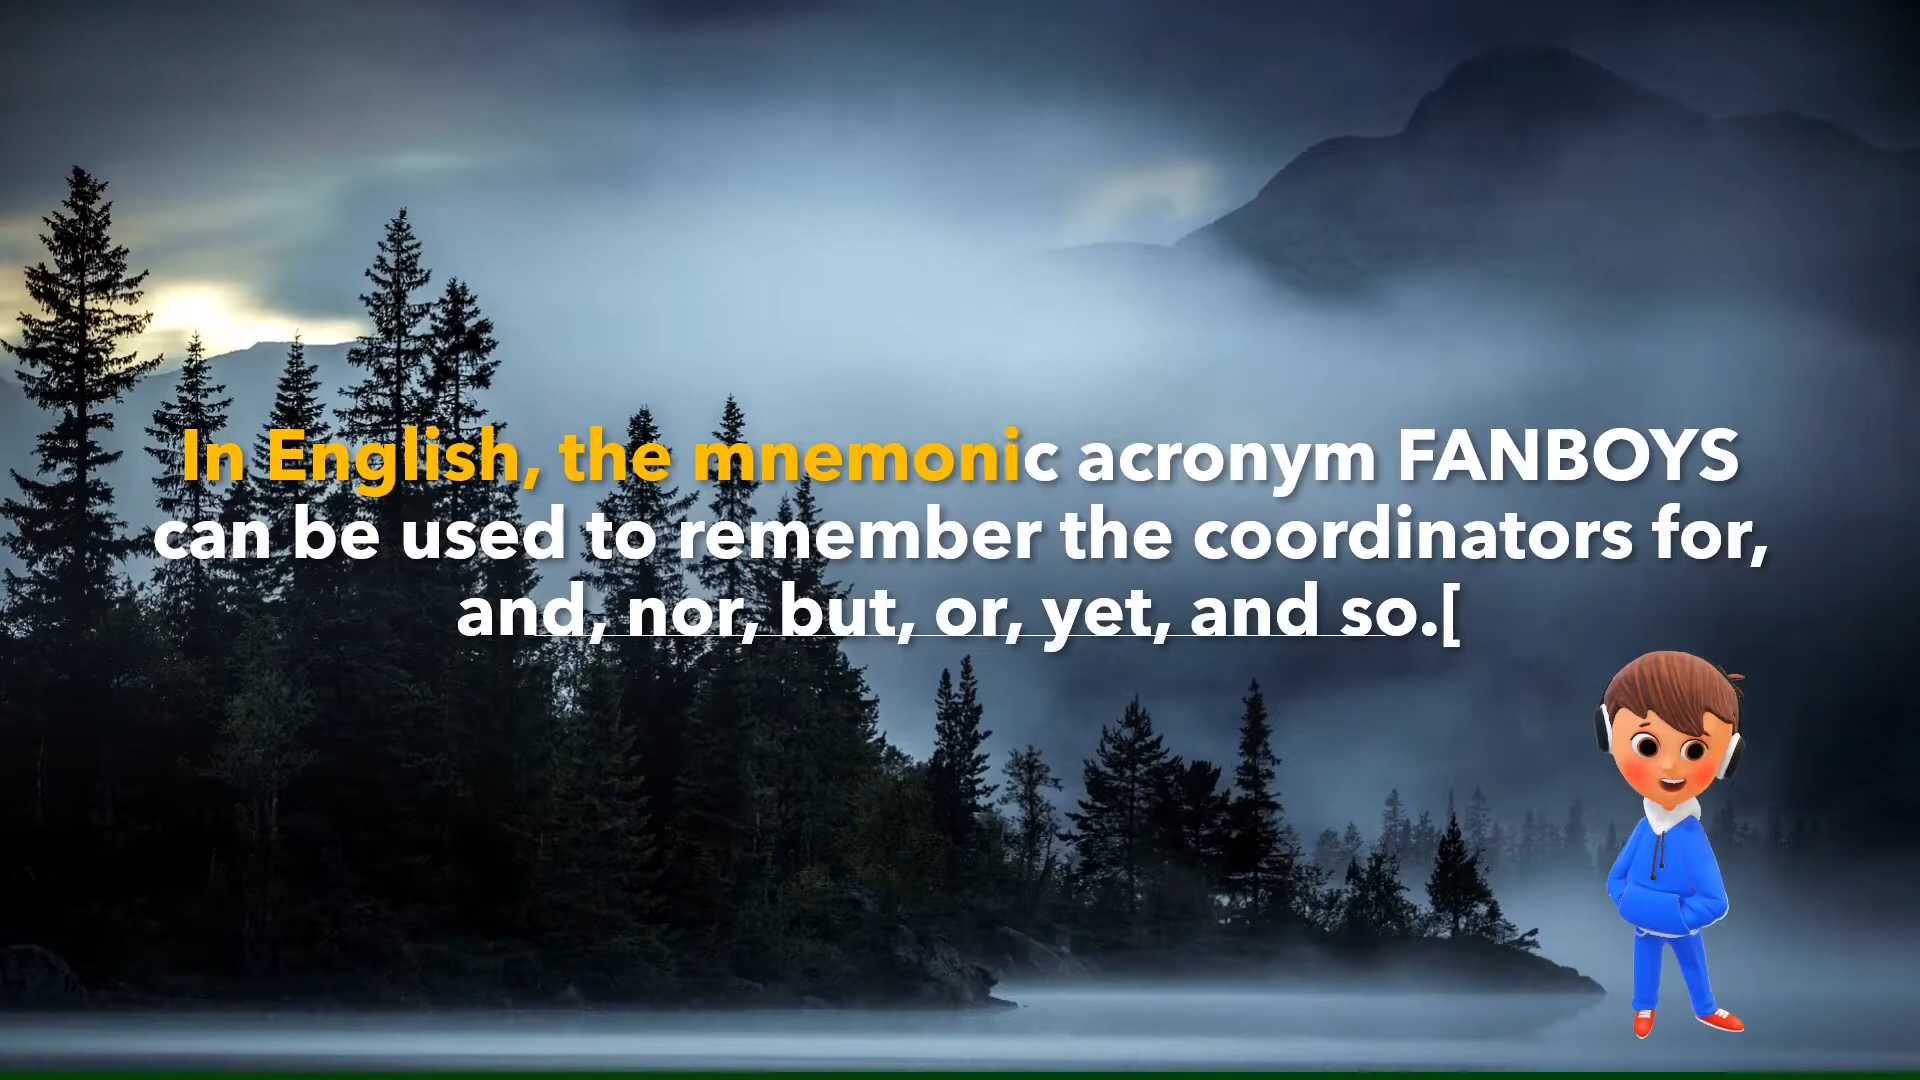 In English, the mnemonic acronym FANBOYS
can be used to remember the coordinators for,
and, nor, but, or, yet, and so.[